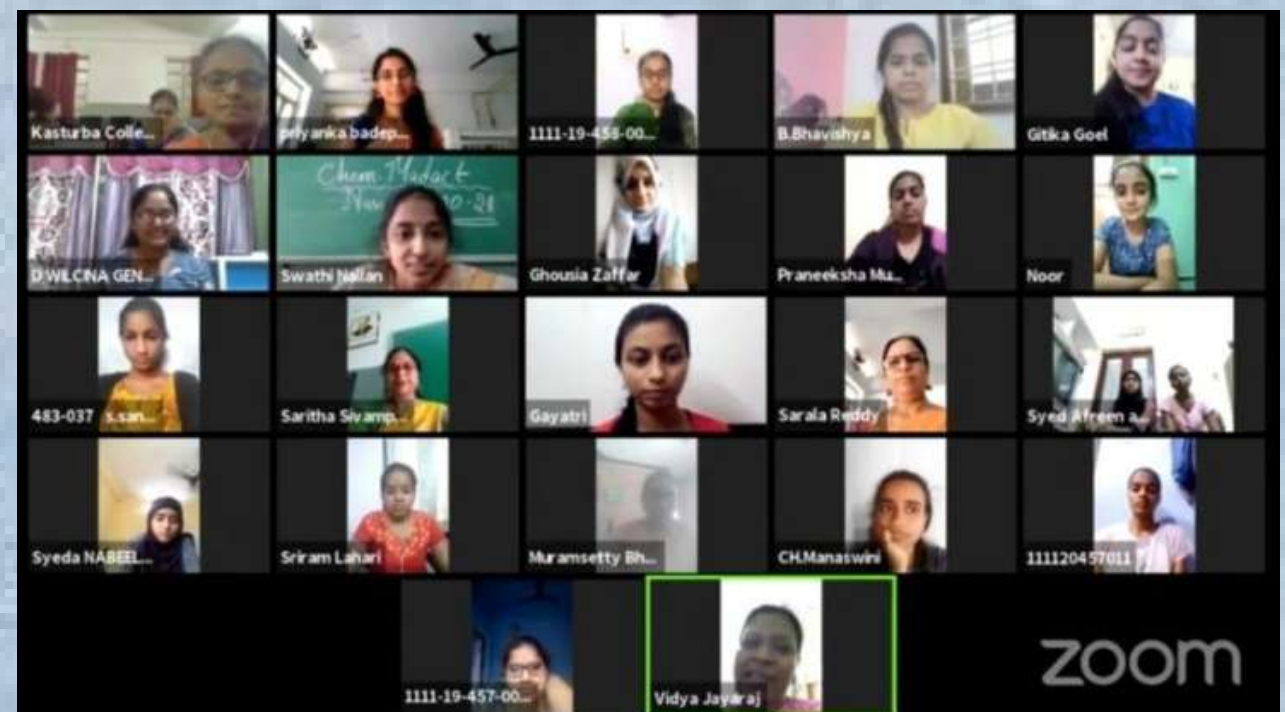 Kasturba Colle...
priyanka badep...
1111-19-458-00...
B.Bhavishya
Gitika Goel
D WILCINA GEN...
Chem Madact
Swathi Nallan
Ghousia Zaffar
Praneeksha Mu...
Noor
483-037 s.san...
Saritha Sivamp...
Gayatri
Sarala Reddy
Syed Afreen a...
Syeda NABEEL...
Sriram Lahari
Muramsetty Bh...
CH.Manaswini
111120457011
1111-19-457-00...
Vidya Jayaraj
zoom